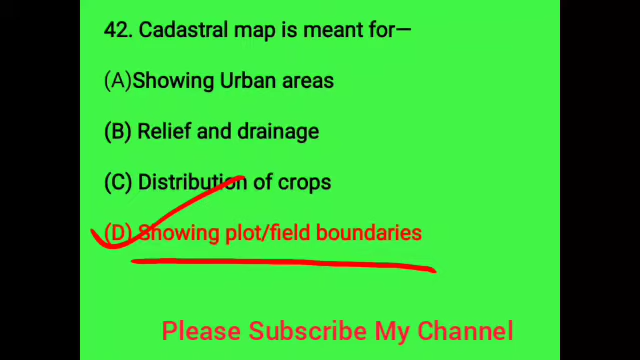 42. Cadastral map is meant for—
(A)Showing Urban areas
(B) Relief and drainage
(C) Distribution of crops
(D) Showing plot/field boundaries
Please Subscribe My Channel